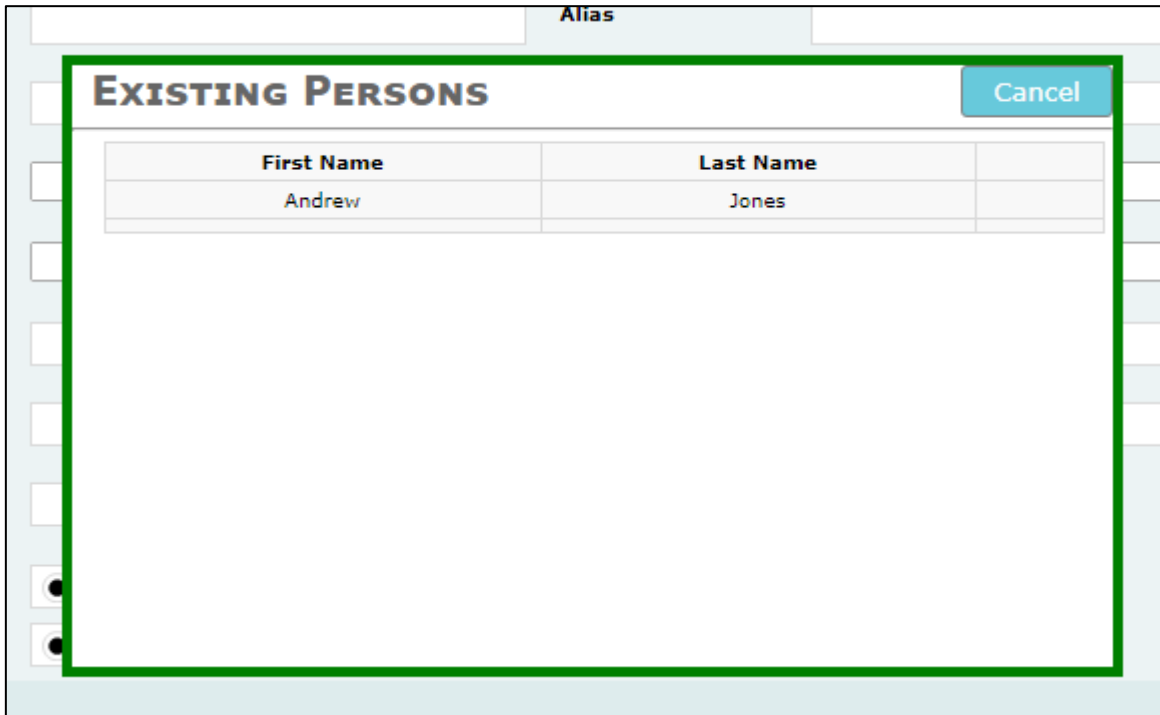 Alias
EXISTING PERSONS
Cancel
First Name Last Name
Andrew Jones